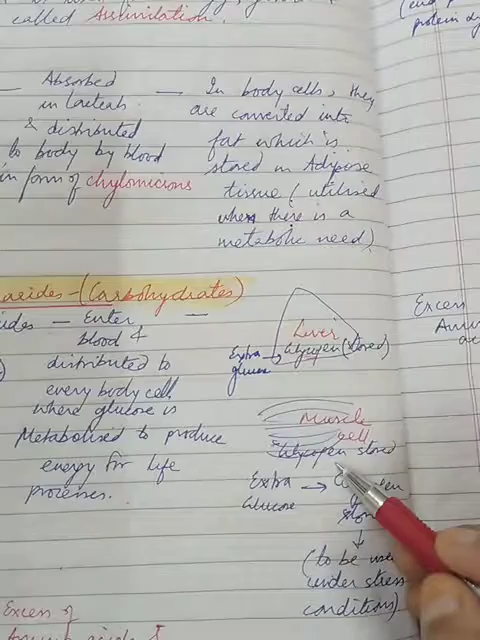 called Assimilation.
protein
— Absorbed
in lacteals
& distributed
to body by blood
in form of chylomicrons
— In body cells, they
are converted into
fat which is
stored in Adipose
tissue (utilised
when there is a
metabolic need)
(Carbohydrates)
— Enter
blood &
distributed to
every body cell,
where glucose is
Metabolised to produce
energy for life
processes.
—
Liver
Extra → Glycogen (stored)
glucose
Muscle
cell
Glycogen stored
Extra →
Glucose
↓
(to be use
under stress
condition)
Excess
Excess of